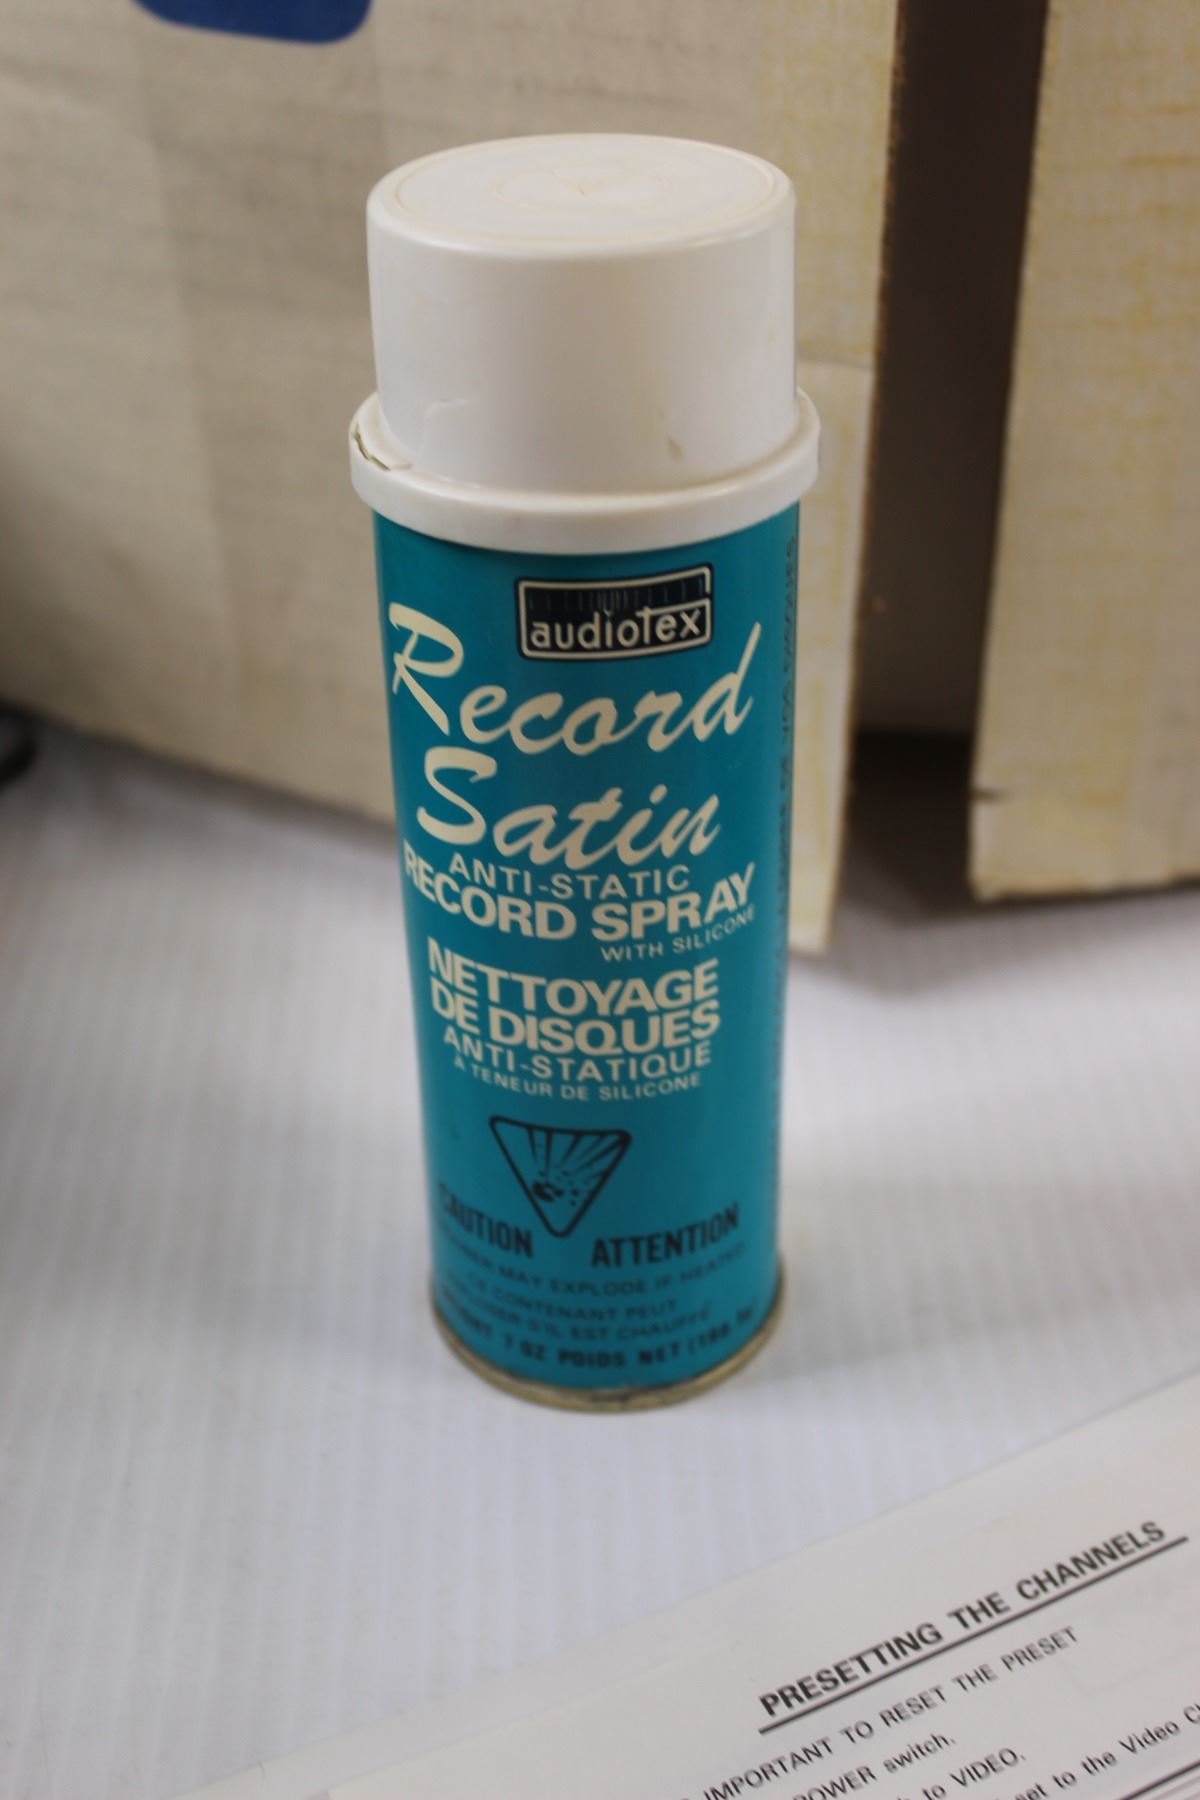 audiotex
Record
Satin
ANTI-STATIC
RECORD SPRAY
WITH SILICONE
NETTOYAGE
DE DISQUES
ANTI-STATIQUE
À TENEUR DE SILICONE
CAUTION ATTENTION
MAY EXPLODE IF HEATED
CE CONTENANT PEUT
S'IL EST CHAUFFÉ
7 OZ POIDS NET
PRESETTING THE CHANNELS
IMPORTANT TO RESET THE PRESET
POWER switch.
to VIDEO.
set to the Video